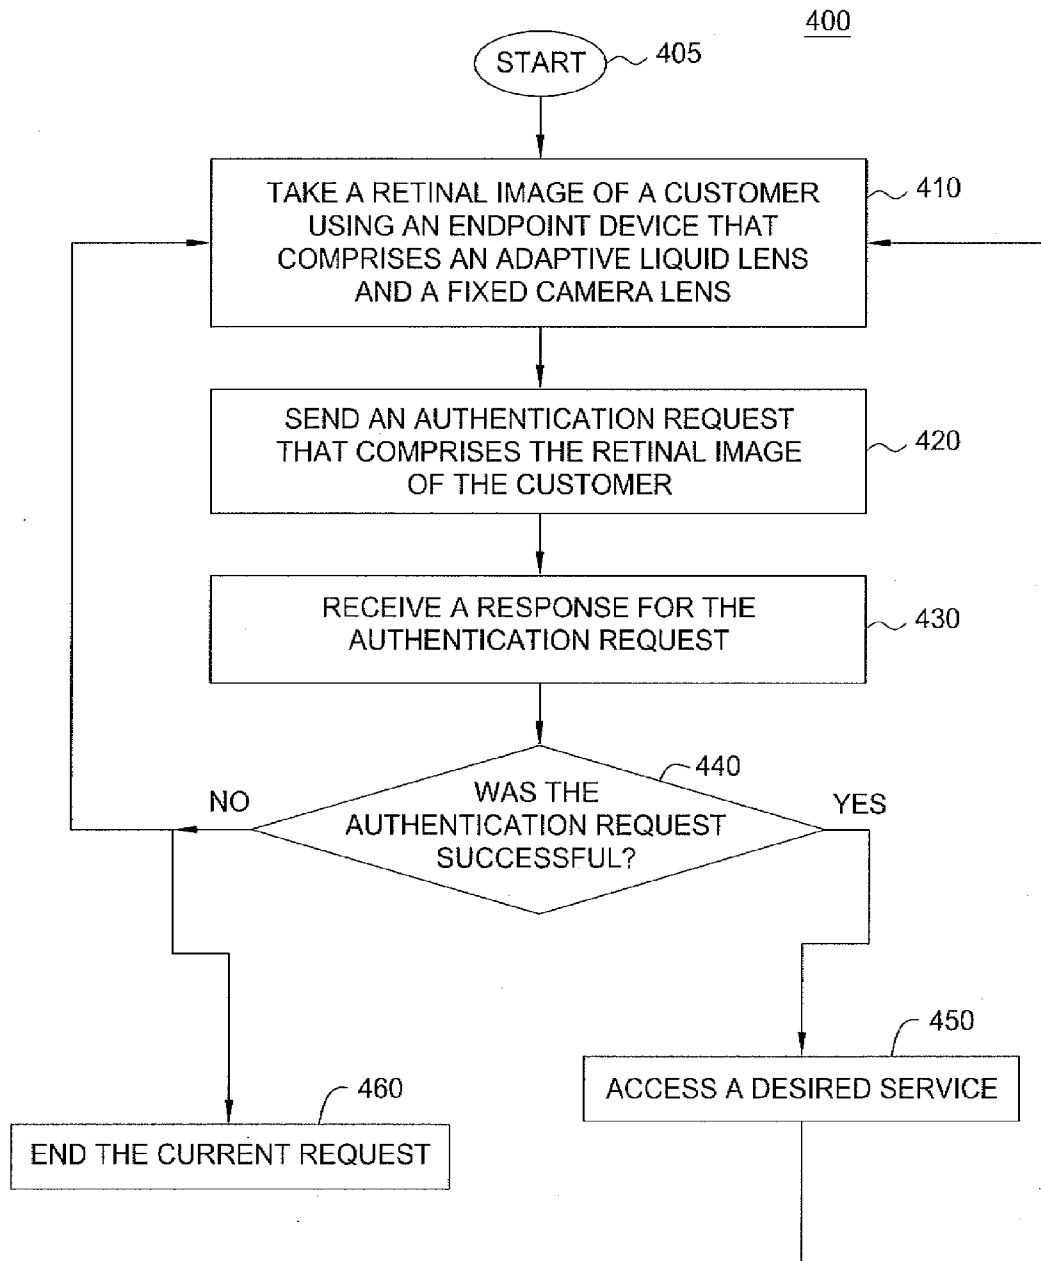 400
START
405
TAKE A RETINAL IMAGE OF A CUSTOMER
USING AN ENDPOINT DEVICE THAT
COMPRISES AN ADAPTIVE LIQUID LENS
AND A FIXED CAMERA LENS
410
SEND AN AUTHENTICATION REQUEST
THAT COMPRISES THE RETINAL IMAGE
OF THE CUSTOMER
420
RECEIVE A RESPONSE FOR THE
AUTHENTICATION REQUEST
430
440
NO
WAS THE
AUTHENTICATION REQUEST
SUCCESSFUL?
YES
450
ACCESS A DESIRED SERVICE
460
END THE CURRENT REQUEST